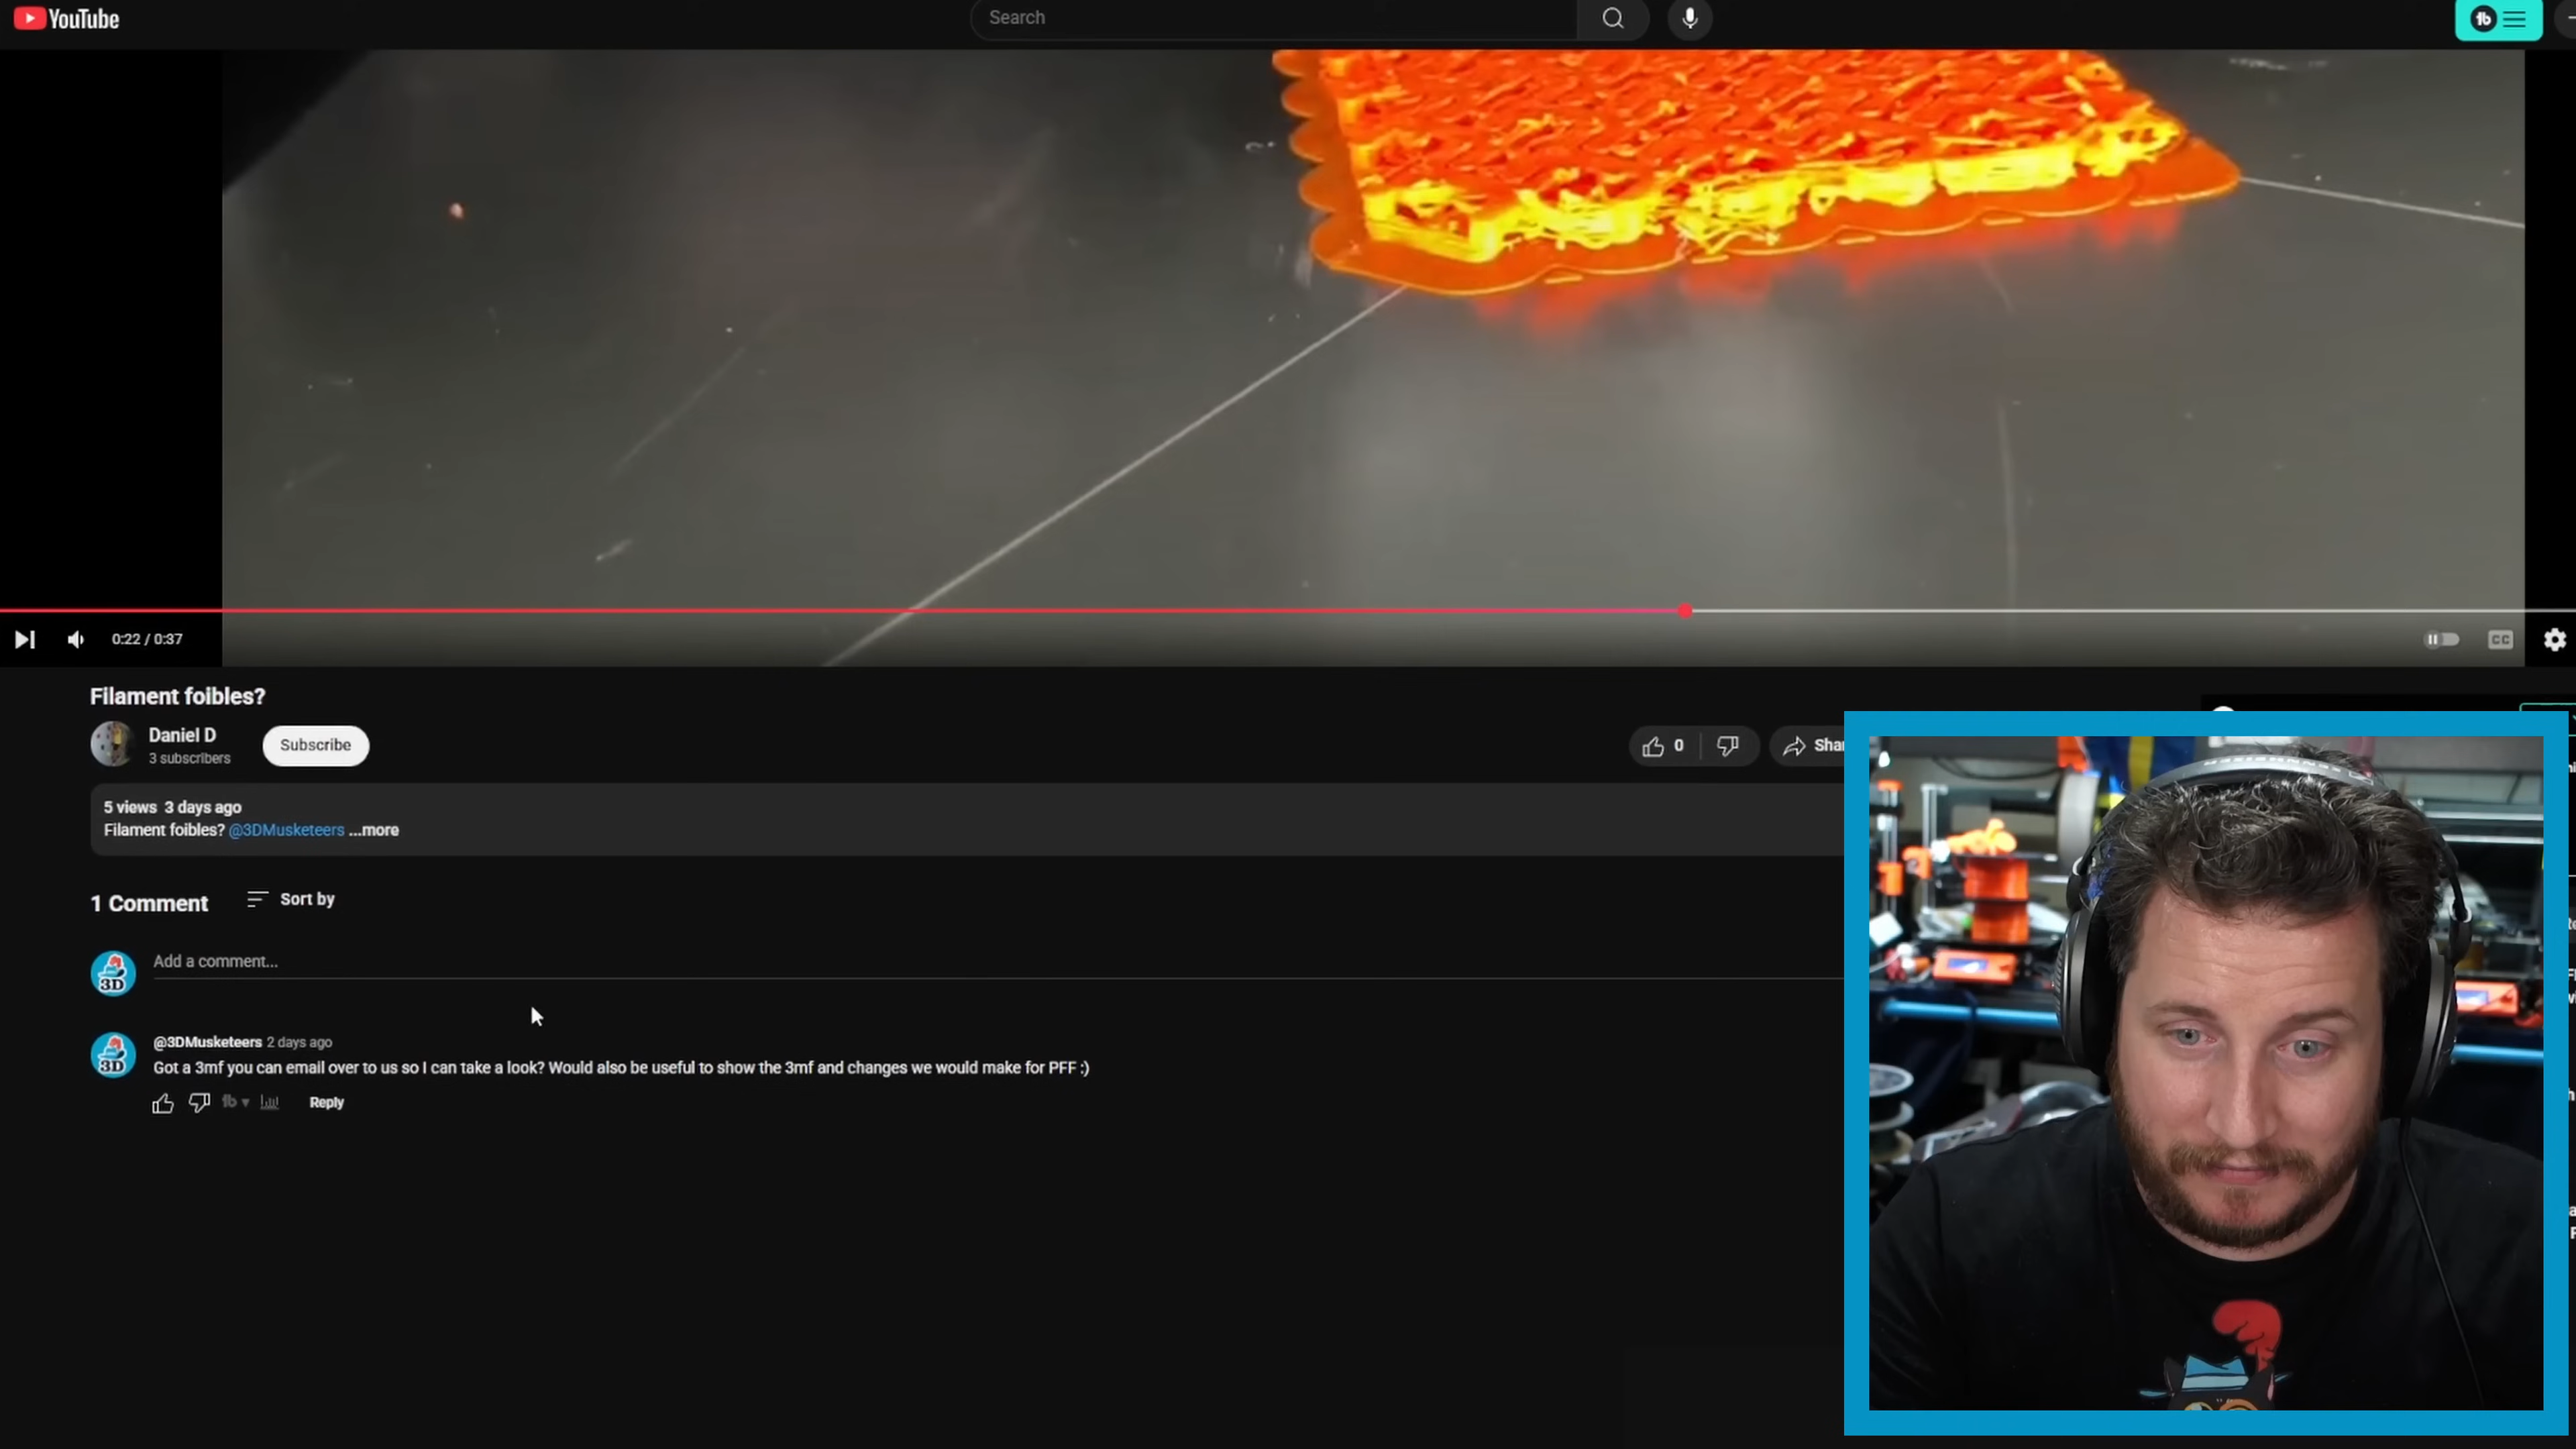 YouTube
Search
0:22 / 0:37
CC
Filament foibles?
Daniel D
3 subscribers
Subscribe
0
Shar
5 views 3 days ago
Filament foibles? @3DMusketeers ...more
1 Comment
Sort by
3D
Add a comment...
3D
@3DMusketeers 2 days ago
Got a 3mf you can email over to us so I can take a look? Would also be useful to show the 3mf and changes we would make for PFF :)
Reply